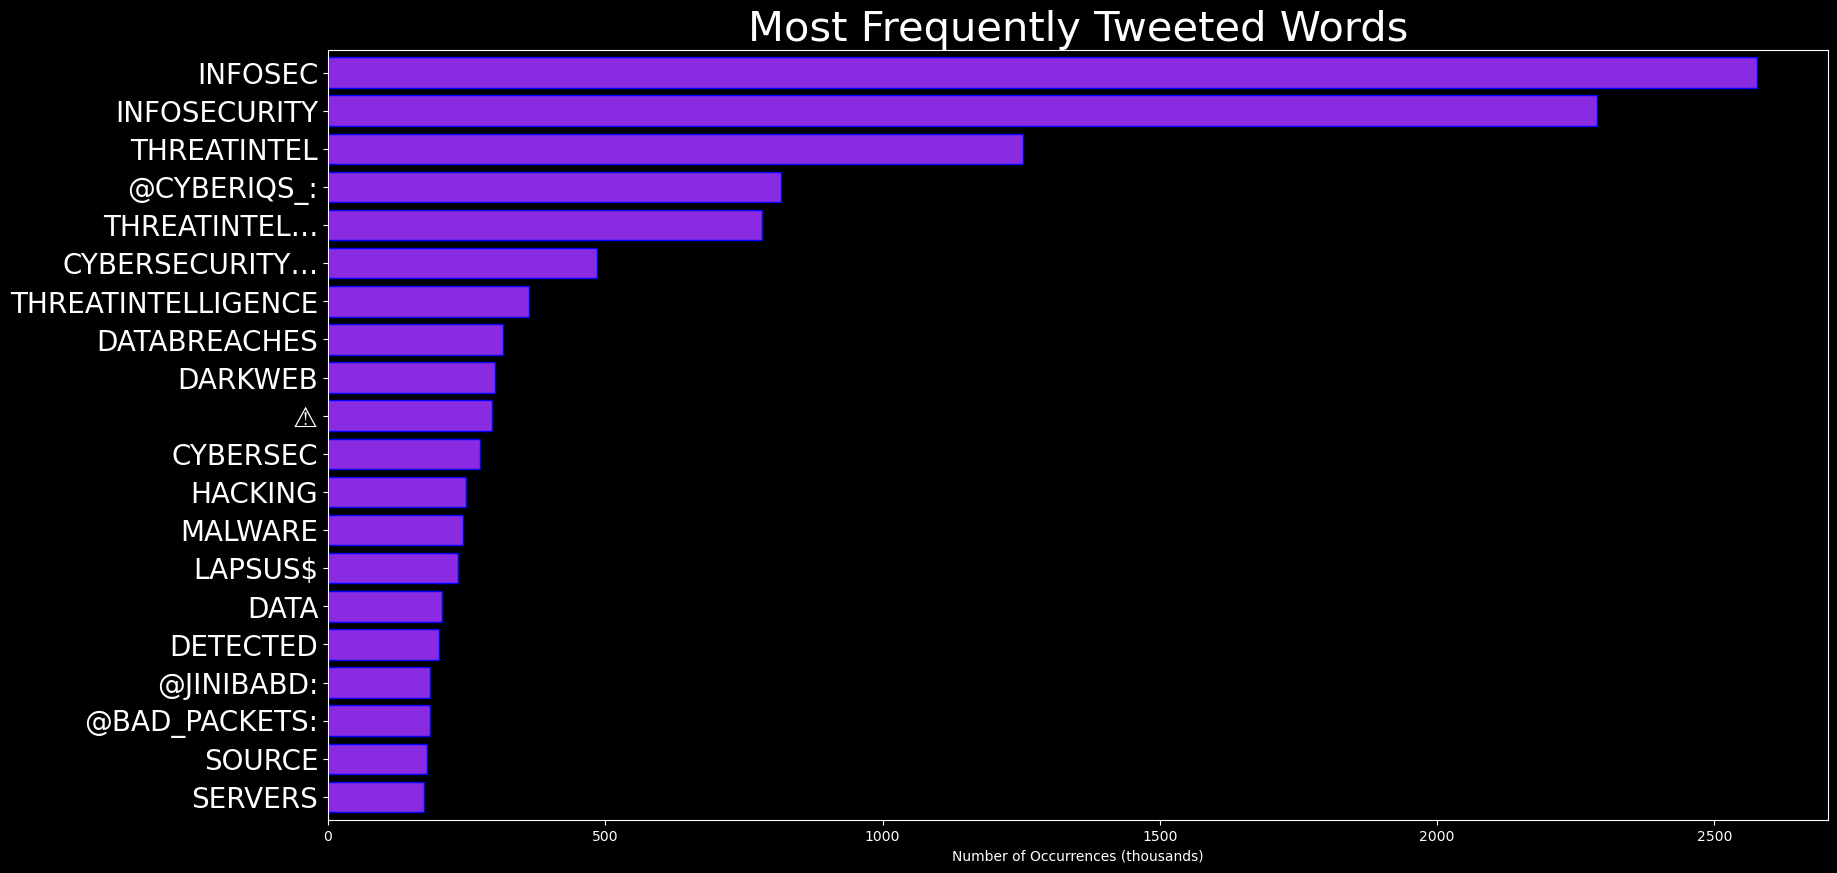 Most Frequently Tweeted Words
INFOSEC
INFOSECURITY
THREATINTEL
@CYBERIQS_:
THREATINTEL…
CYBERSECURITY…
THREATINTELLIGENCE
DATABREACHES
DARKWEB
⚠
CYBERSEC
HACKING
MALWARE
LAPSUS$
DATA
DETECTED
@JINIBABD:
@BAD_PACKETS:
SOURCE
SERVERS
0 500 1000 1500 2000 2500
Number of Occurrences (thousands)